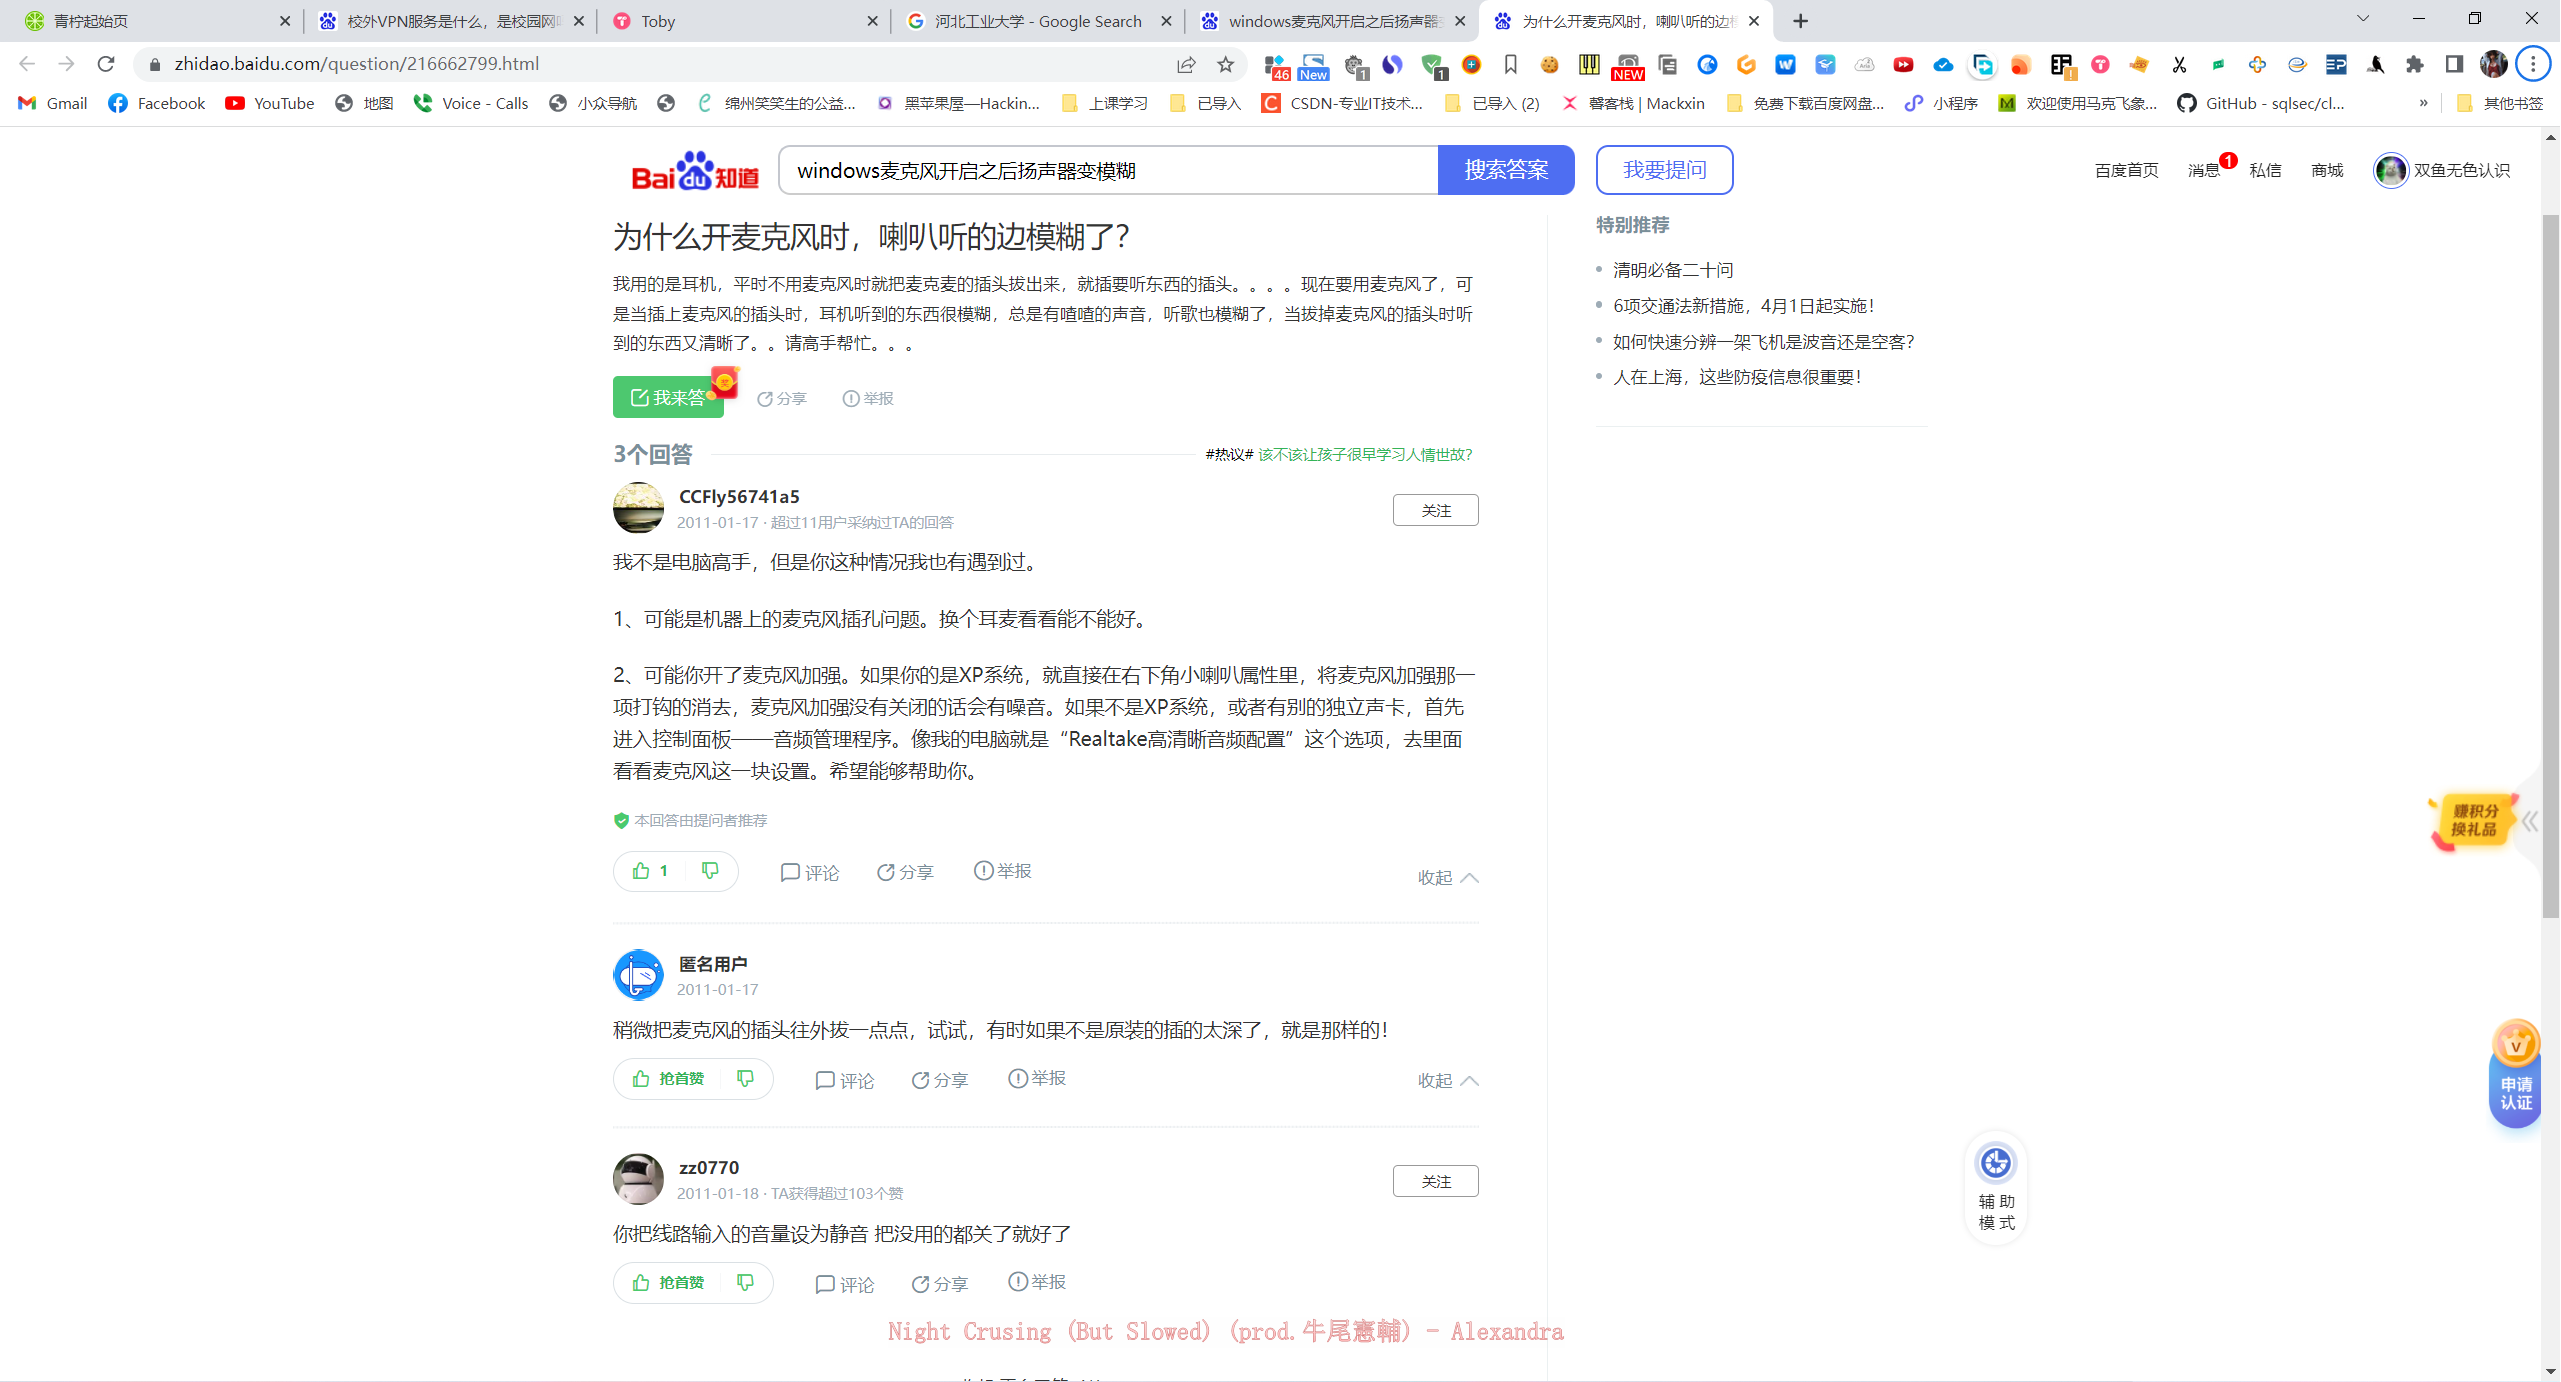 青柠起始页
校外VPN服务是什么，是校园网
Toby
河北工业大学 - Google Search
windows麦克风开启之后扬声器
为什么开麦克风时，喇叭听的边
zhidao.baidu.com/question/216662799.html
46
New
1
1
NEW
Gmail
Facebook
YouTube
地图
Voice - Calls
小众导航
绵州笑笑生的公益...
黑苹果屋—Hackin...
上课学习
已导入
CSDN-专业IT技术...
已导入 (2)
馨客栈 | Mackxin
免费下载百度网盘...
小程序
欢迎使用马克飞象...
GitHub - sqlsec/cl...
»
其他书签
Bai du 知道
windows麦克风开启之后扬声器变模糊
搜索答案
我要提问
百度首页
消息
1
私信
商城
双鱼无色认识
为什么开麦克风时，喇叭听的边模糊了？
我用的是耳机，平时不用麦克风时就把麦克麦的插头拔出来，就插要听东西的插头。。。。现在要用麦克风了，可
是当插上麦克风的插头时，耳机听到的东西很模糊，总是有喳喳的声音，听歌也模糊了，当拔掉麦克风的插头时听
到的东西又清晰了。。请高手帮忙。。。
我来答
奖
分享
举报
特别推荐
清明必备二十问
6项交通法新措施，4月1日起实施！
如何快速分辨一架飞机是波音还是空客？
人在上海，这些防疫信息很重要！
3个回答
#热议# 该不该让孩子很早学习人情世故？
CCFly56741a5
2011-01-17 · 超过11用户采纳过TA的回答
关注
我不是电脑高手，但是你这种情况我也有遇到过。
1、可能是机器上的麦克风插孔问题。换个耳麦看看能不能好。
2、可能你开了麦克风加强。如果你的是XP系统，就直接在右下角小喇叭属性里，将麦克风加强那一
项打钩的消去，麦克风加强没有关闭的话会有噪音。如果不是XP系统，或者有别的独立声卡，首先
进入控制面板——音频管理程序。像我的电脑就是“Realtake高清晰音频配置”这个选项，去里面
看看麦克风这一块设置。希望能够帮助你。
本回答由提问者推荐
1
评论
分享
举报
收起
匿名用户
2011-01-17
稍微把麦克风的插头往外拔一点点，试试，有时如果不是原装的插的太深了，就是那样的！
抢首赞
评论
分享
举报
收起
zz0770
2011-01-18 · TA获得超过103个赞
关注
你把线路输入的音量设为静音 把没用的都关了就好了
抢首赞
评论
分享
举报
赚积分
换礼品
申请
认证
辅 助
模 式
Night Crusing (But Slowed) (prod.牛尾憲輔) - Alexandra